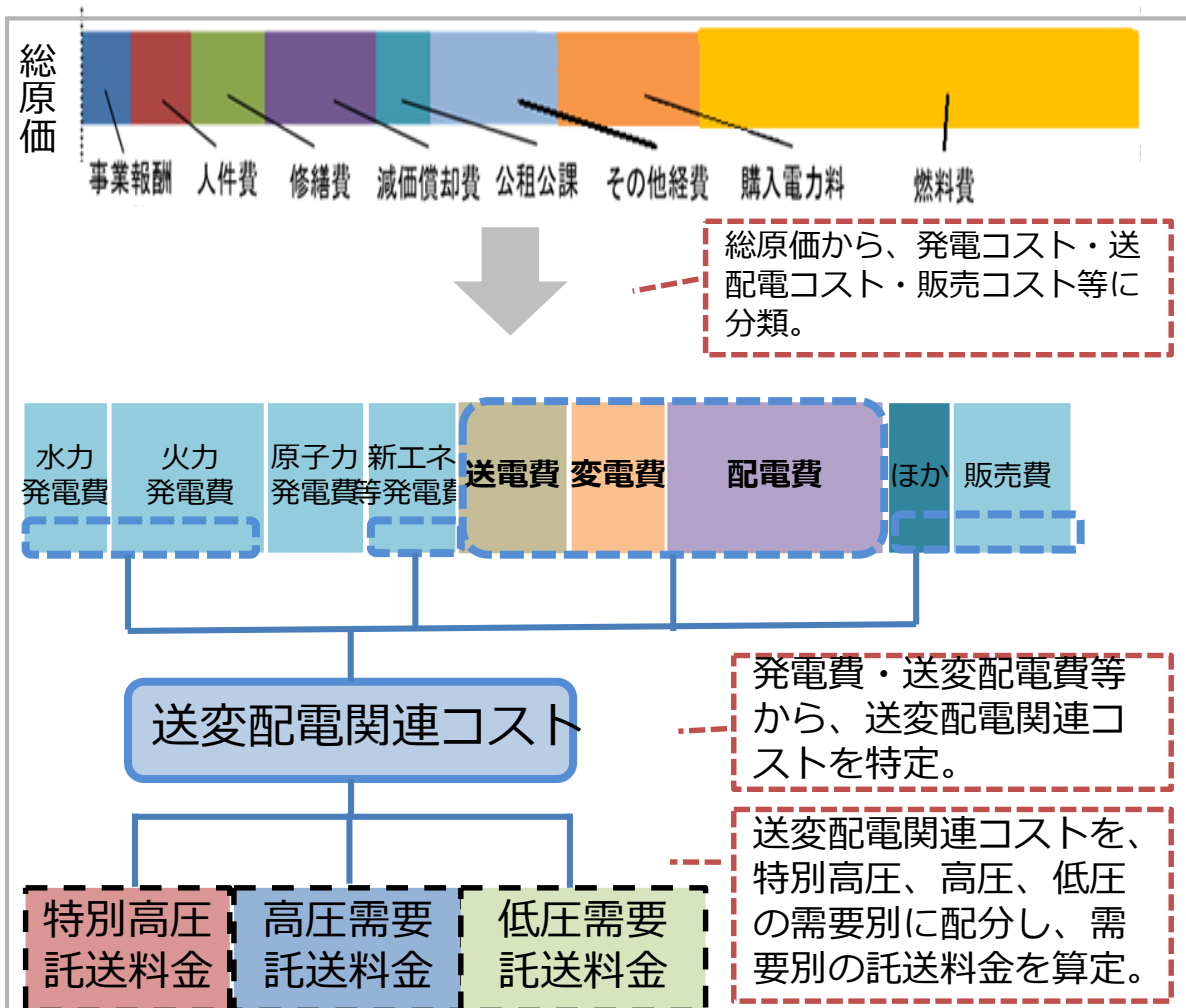 総原価
事業報酬 人件費 修繕費 減価償却費 公租公課 その他経費 購入電力料 燃料費
総原価から、発電コスト・送
配電コスト・販売コスト等に
分類。
水力
発電費
火力
発電費
原子力
発電費
新エネ
等発電費
送電費
変電費
配電費
ほか
販売費
送変配電関連コスト
発電費・送変配電費等
から、送変配電関連コ
ストを特定。
送変配電関連コストを、
特別高圧、高圧、低圧
の需要別に配分し、需
要別の託送料金を算定。
特別高圧
託送料金
高圧需要
託送料金
低圧需要
託送料金